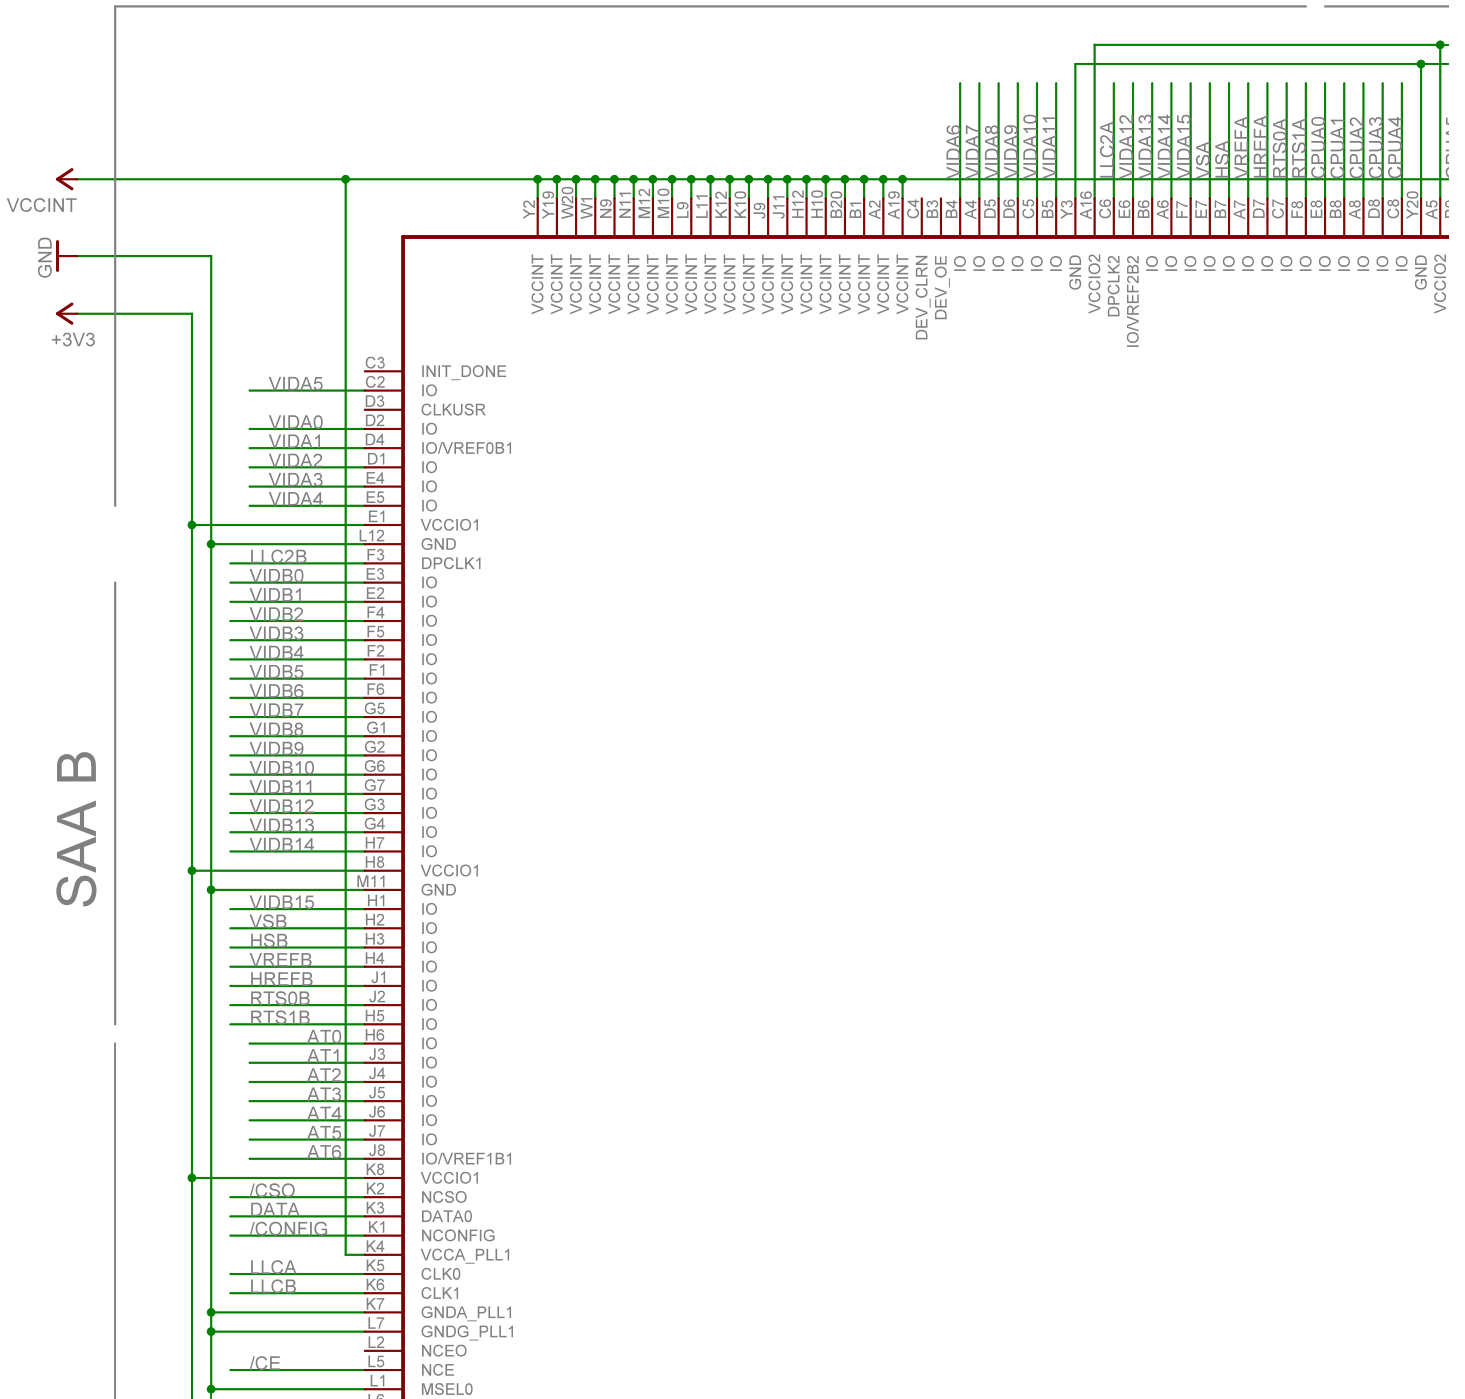 VIDA6 VIDA7 VIDA8 VIDA9 VIDA10 VIDA11 LLC2A VIDA12 VIDA13 VIDA14 VIDA15 VSA HSA VREFA HREFA RTS0A RTS1A CPUA0 CPUA1 CPUA2 CPUA3 CPUA4
VCCINT
Y2 Y19 W20 W1 N9 N11 M12 M10 L9 L11 K12 K10 J9 J11 H12 H10 B20 B1 A2 A19 C4 B3 B4 A4 D5 D6 C5 B5 Y3 A16 C6 E6 B6 A6 F7 E7 B7 A7 D7 C7 F8 E8 B8 A8 D8 C8 Y20 A5
GND
VCCINT VCCINT VCCINT VCCINT VCCINT VCCINT VCCINT VCCINT VCCINT VCCINT VCCINT VCCINT VCCINT VCCINT VCCINT VCCINT VCCINT VCCINT VCCINT VCCINT DEV_CLRN DEV_OE IO IO IO IO IO IO GND VCCIO2 DPCLK2 IO/VREF2B2 IO IO IO IO IO IO IO IO IO IO IO IO IO IO GND VCCIO2
+3V3
C3 INIT_DONE
VIDA5 C2 IO
D3 CLKUSR
VIDA0 D2 IO
VIDA1 D4 IO/VREF0B1
VIDA2 D1 IO
VIDA3 E4 IO
VIDA4 E5 IO
E1 VCCIO1
L12 GND
LLC2B F3 DPCLK1
VIDB0 E3 IO
VIDB1 E2 IO
VIDB2 F4 IO
VIDB3 F5 IO
VIDB4 F2 IO
VIDB5 F1 IO
VIDB6 F6 IO
VIDB7 G5 IO
VIDB8 G1 IO
VIDB9 G2 IO
VIDB10 G6 IO
VIDB11 G7 IO
VIDB12 G3 IO
VIDB13 G4 IO
VIDB14 H7 IO
SAA B
H8 VCCIO1
M11 GND
VIDB15 H1 IO
VSB H2 IO
HSB H3 IO
VREFB H4 IO
HREFB J1 IO
RTS0B J2 IO
RTS1B H5 IO
AT0 H6 IO
AT1 J3 IO
AT2 J4 IO
AT3 J5 IO
AT4 J6 IO
AT5 J7 IO
AT6 J8 IO/VREF1B1
K8 VCCIO1
/CSO K2 NCSO
DATA K3 DATA0
/CONFIG K1 NCONFIG
K4 VCCA_PLL1
LLCA K5 CLK0
LLCB K6 CLK1
K7 GNDA_PLL1
L7 GNDG_PLL1
L2 NCEO
/CE L5 NCE
L1 MSEL0